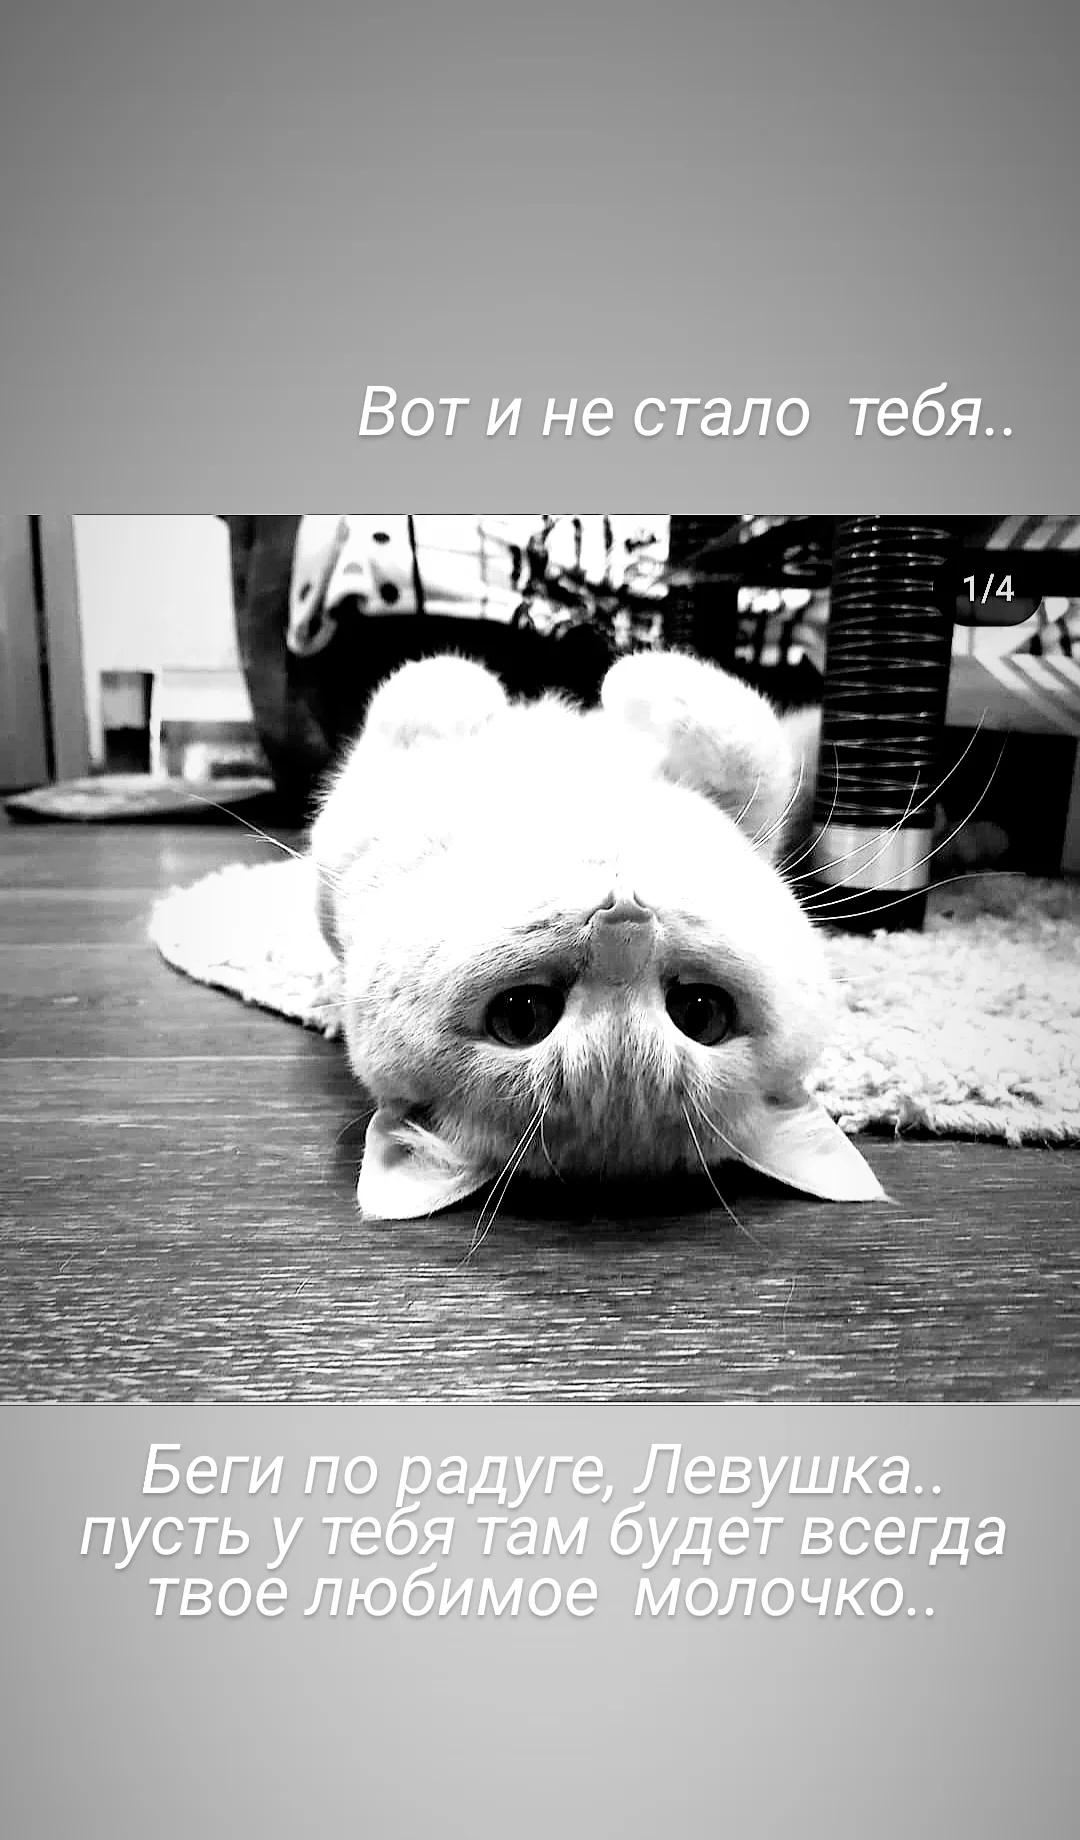 Вот и не стало тебя..
1/4
Беги по радуге, Левушка..
пусть у тебя там будет всегда
твое любимое молочко..